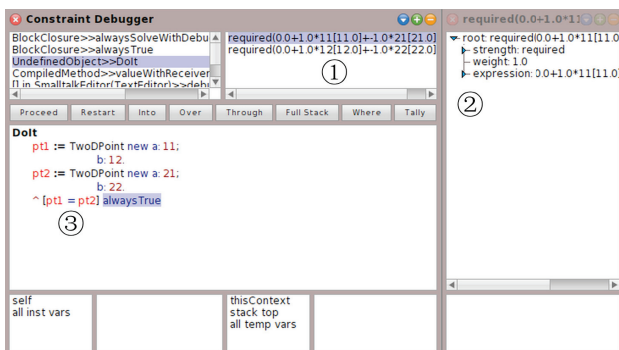 Constraint Debugger
BlockClosure>>alwaysSolveWithDebu
BlockClosure>>alwaysTrue
UndefinedObject>>DoIt
CompiledMethod>>valueWithReceiver
[] in SmalltalkEditor(TextEditor)>>debu
required(0.0+1.0*11[11.0]+-1.0*21[21.0]
required(0.0+1.0*12[12.0]+-1.0*22[22.0]
①
Proceed Restart Into Over Through Full Stack Where Tally
DoIt
pt1 := TwoDPoint new a: 11;
b: 12.
pt2 := TwoDPoint new a: 21;
b: 22.
^ [pt1 = pt2] alwaysTrue
③
self
all inst vars
thisContext
stack top
all temp vars
required(0.0+1.0*11
root: required(0.0+1.0*11[11.0
strength: required
weight: 1.0
expression: 0.0+1.0*11[11.0
②